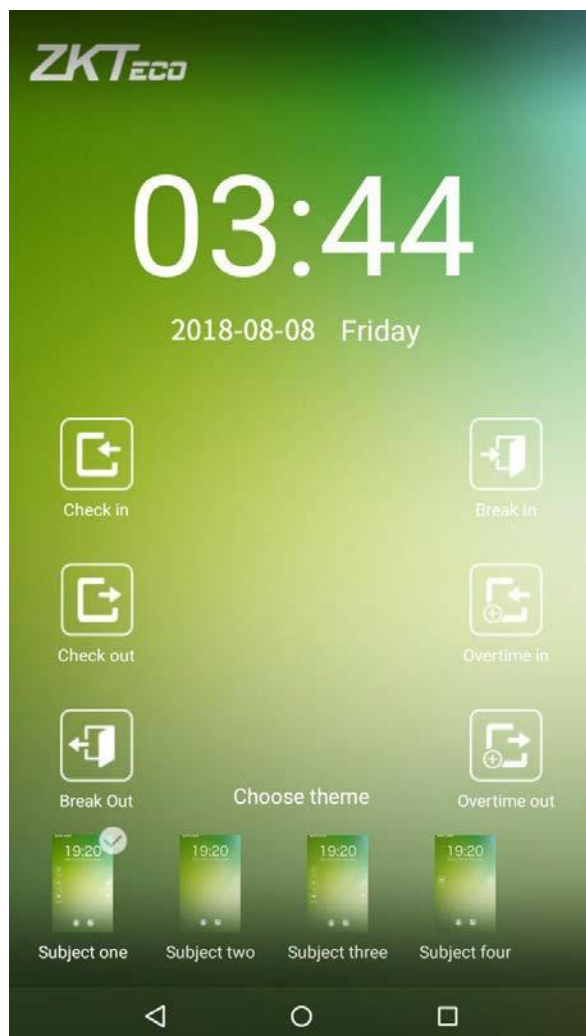 ZKTeco
03:44
2018-08-08 Friday
Check in
Break In
Check out
Overtime in
Break Out
Choose theme
Overtime out
19:20
19:20
19:20
19:20
Subject one
Subject two
Subject three
Subject four